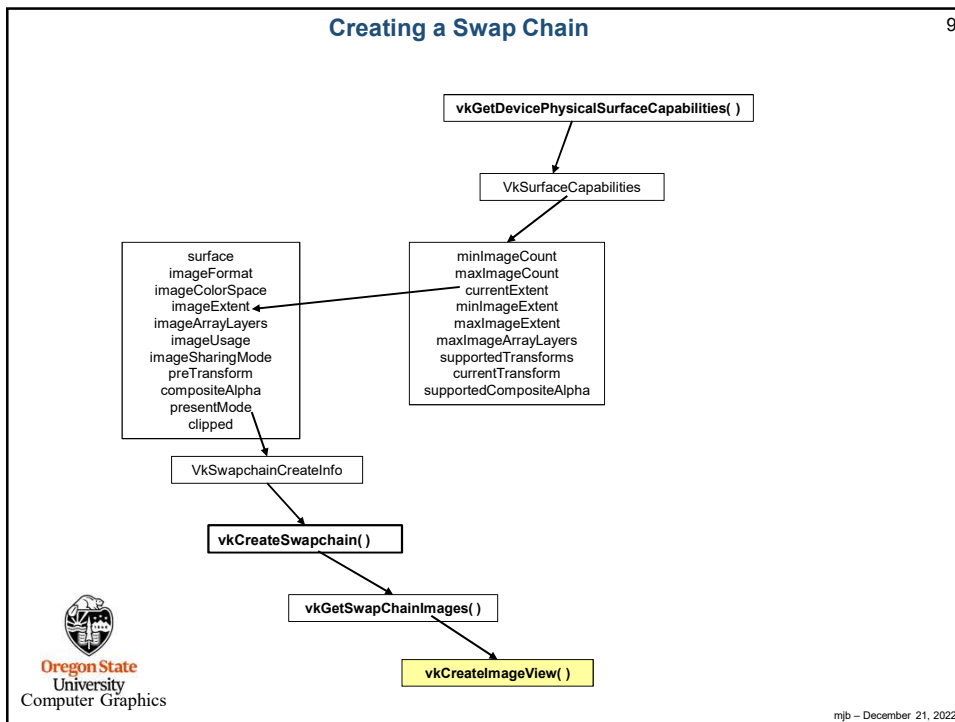 Creating a Swap Chain
9
vkGetDevicePhysicalSurfaceCapabilities( )
VkSurfaceCapabilities
surface
imageFormat
imageColorSpace
imageExtent
imageArrayLayers
imageUsage
imageSharingMode
preTransform
compositeAlpha
presentMode
clipped
minImageCount
maxImageCount
currentExtent
minImageExtent
maxImageExtent
maxImageArrayLayers
supportedTransforms
currentTransform
supportedCompositeAlpha
VkSwapchainCreateInfo
vkCreateSwapchain( )
vkGetSwapChainImages( )
vkCreateImageView( )
Oregon State
University
Computer Graphics
mjb – December 21, 2022